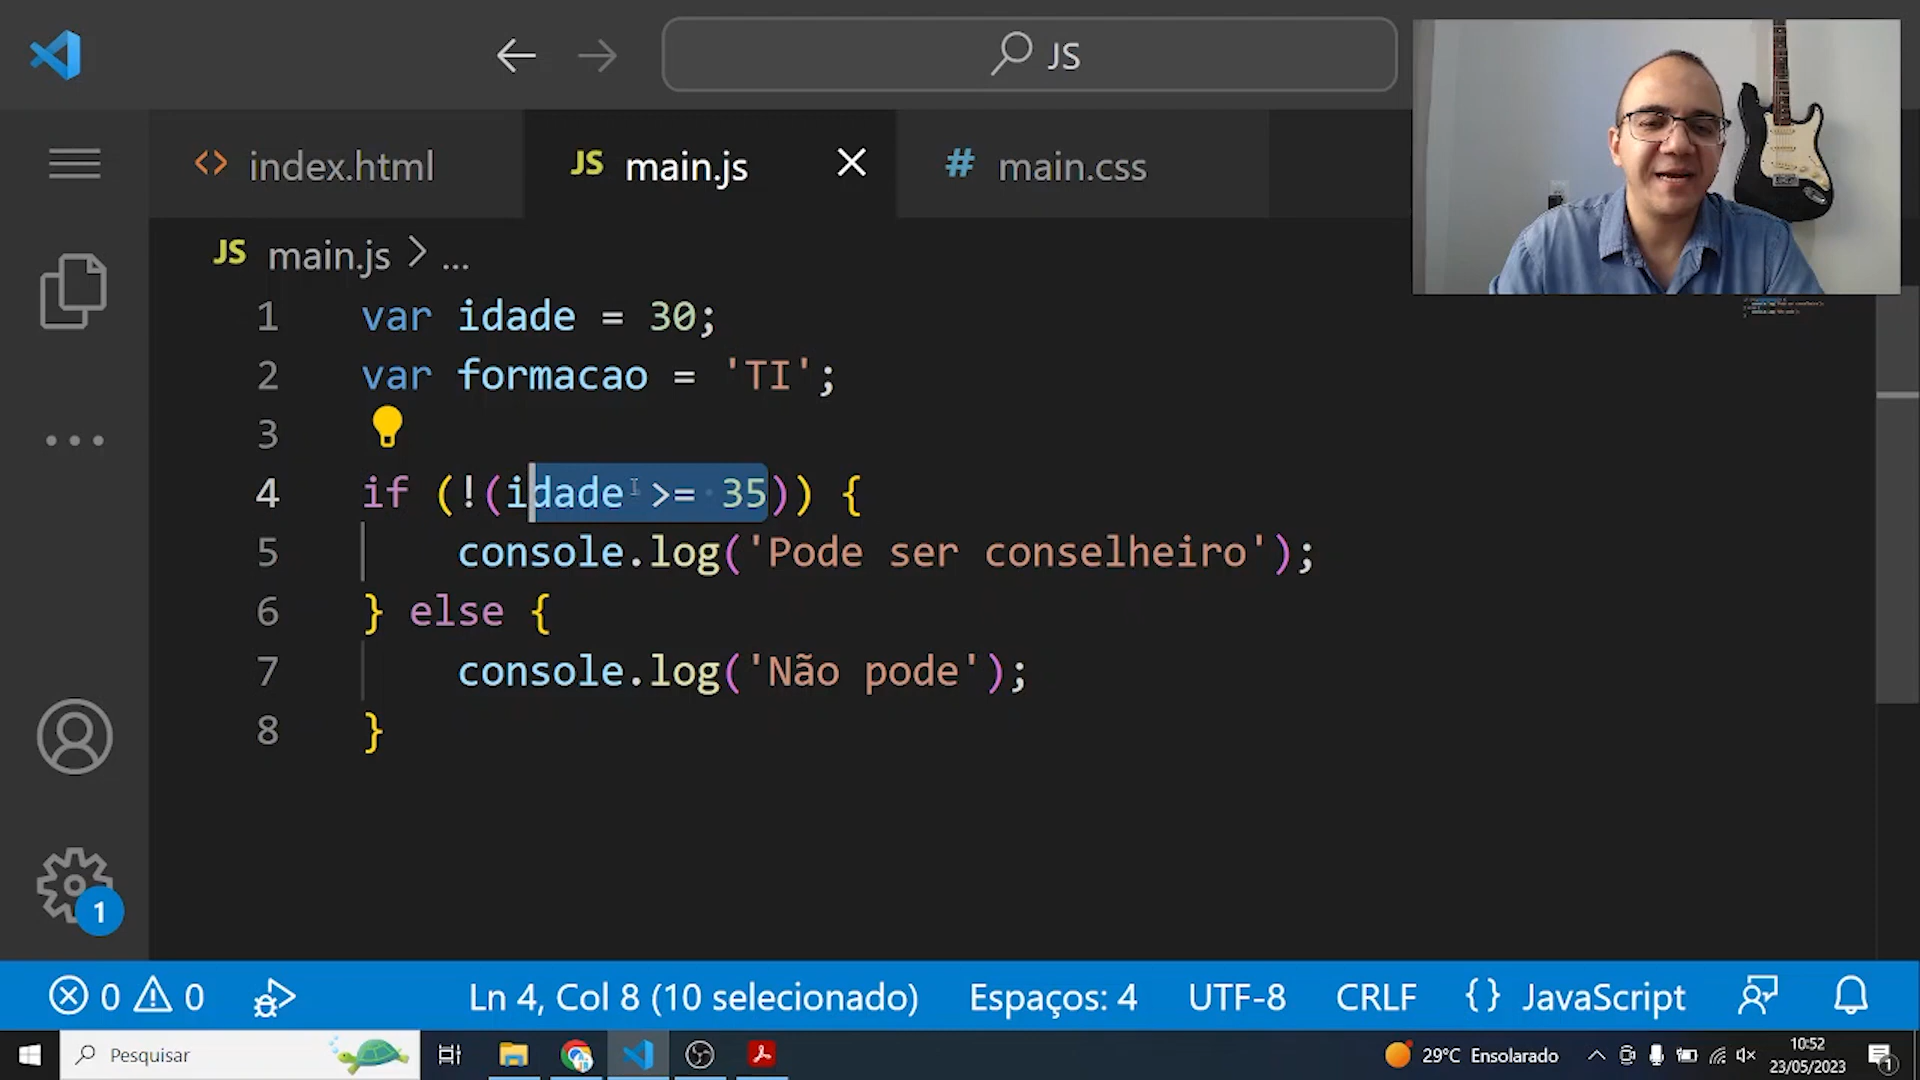 JS
index.html
JS main.js
# main.css
JS main.js > ...
1 var idade = 30;
2 var formacao = 'TI';
3
4 if (!(idade >= 35)) {
5 console.log('Pode ser conselheiro');
6 } else {
7 console.log('Não pode');
8 }
1
0 0
Ln 4, Col 8 (10 selecionado)
Espaços: 4
UTF-8
CRLF
{} JavaScript
Pesquisar
29°C Ensolarado
10:52
23/05/2023
1